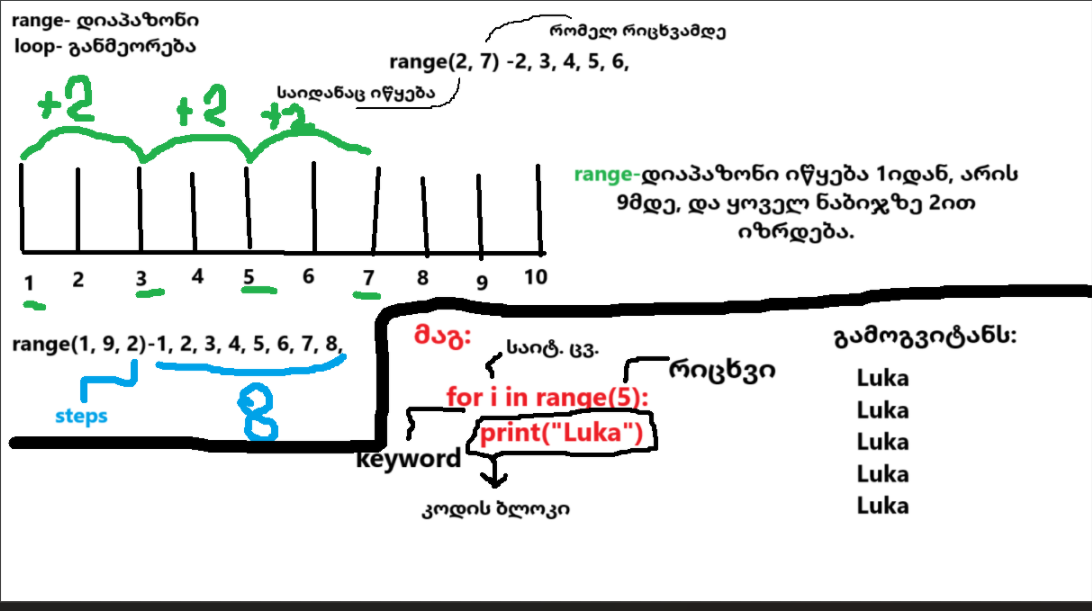 range- დიაპაზონი
loop- განმეორება
რომელ რიცხვამდე
range(2, 7) -2, 3, 4, 5, 6,
საიდანაც იწყება
+2 +2 +2
range-დიაპაზონი იწყება 1იდან, არის
9მდე, და ყოველ ნაბიჯზე 2ით
იზრდება.
1 2 3 4 5 6 7 8 9 10
range(1, 9, 2)-1, 2, 3, 4, 5, 6, 7, 8,
steps
8
მაგ:
საიტ. ცვ.
რიცხვი
for i in range(5):
print("Luka")
keyword
კოდის ბლოკი
გამოგვიტანს:
Luka
Luka
Luka
Luka
Luka